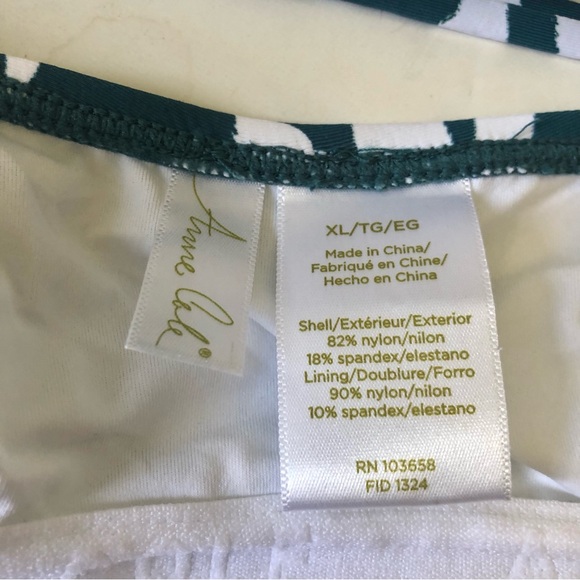 Anne Cole®
XL/TG/EG
Made in China/
Fabriqué en Chine/
Hecho en China
Shell/Extérieur/Exterior
82% nylon/nilon
18% spandex/elestano
Lining/Doublure/Forro
90% nylon/nilon
10% spandex/elestano
RN 103658
FID 1324